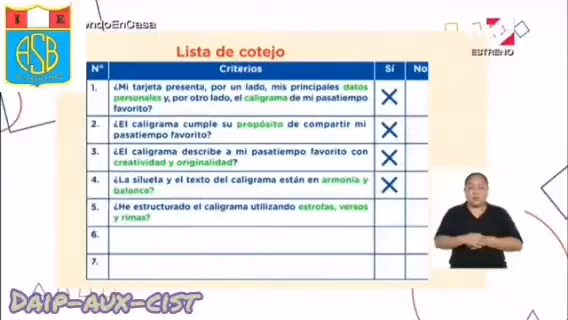 I E
ASB
ndoEnCasa
ESTRENO
Lista de cotejo
N° Criterios Sí No
1. ¿Mi tarjeta presenta, por un lado, mis principales datos
personales y, por otro lado, el caligrama de mi pasatiempo
favorito?
2. ¿El caligrama cumple su propósito de compartir mi
pasatiempo favorito?
3. ¿El caligrama describe a mi pasatiempo favorito con
creatividad y originalidad?
4. ¿La silueta y el texto del caligrama están en armonía y
balance?
5. ¿He estructurado el caligrama utilizando estrofas, versos
y rimas?
6.
7.
DAIP-AUX-CIST